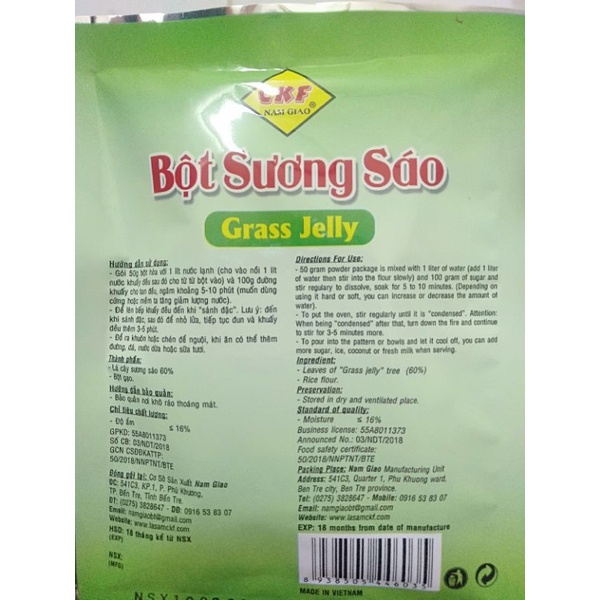 CKF
NAM GIAO®
Bột Sương Sáo
Grass Jelly
Hướng dẫn sử dụng:
- Gói 50g bột hòa với 1 lít nước lạnh (cho vào nồi 1 lít
nước khuấy đều sau đó cho từ từ bột vào) và 100g đường
khuấy cho tan đều, ngâm khoảng 5-10 phút (muốn dùng
cứng hoặc mềm ta tăng giảm lượng nước).
- Để lên bếp khuấy đều đến khi "sánh đặc". Lưu ý: đến
khi sánh đặc, sau đó để nhỏ lửa, tiếp tục đun và khuấy
đều thêm 3-5 phút.
- Để ra khuôn hoặc chén để nguội, khi ăn có thể thêm
đường, đá, nước dừa hoặc sữa tươi.
Thành phần:
- Lá cây sương sáo 60%
- Bột gạo.
Hướng dẫn bảo quản:
- Bảo quản nơi khô ráo thoáng mát.
Chỉ tiêu chất lượng:
- Độ ẩm ≤ 16%
GPKD: 55A8011373
Số CB: 03/NDT/2018
GCN CSĐĐKATTP:
50/2018/NNPTNT/BTE
Đóng gói tại: Cơ Sở Sản Xuất Nam Giao
ĐC: 541C3, KP.1, P. Phú Khương,
TP. Bến Tre, Tỉnh Bến Tre.
ĐT: (0275) 3828647 - DĐ: 0916 53 83 07
Email: namgiaobt@gmail.com
Website: www.lasamckf.com
HSD: 18 tháng kể từ NSX
(EXP)
NSX:
(MFG)
Directions For Use:
- 50 gram powder package is mixed with 1 liter of water (add 1 liter
of water then stir into the flour slowly) and 100 gram of sugar and
stir regulary to dissolve, soak for 5 to 10 minutes. (Depending on
using it hard or soft, you can increase or decrease the amount of
water).
- To put the oven, stir regularly until it is "condensed". Attention:
When being "condensed" after that, turn down the fire and continue
to stir for 3-5 minutes more.
- To pour into the pattern or bowls and let it cool off, you can add
more sugar, ice, coconut or fresh milk when serving.
Ingredient:
- Leaves of "Grass jelly" tree (60%)
- Rice flour.
Preservation:
- Stored in dry and ventilated place.
Standard of quality:
- Moisture ≤ 16%
Business license: 55A8011373
Announced No.: 03/NDT/2018
Food safety certificate:
50/2018/NNPTNT/BTE
Packing Place: Nam Giao Manufacturing Unit
Address: 541C3, Quarter 1, Phu Khuong ward,
Ben Tre city, Ben Tre province.
Tel: (0275) 3828647 - Mobile: 0916 53 83 07
Email: namgiaobt@gmail.com
Website: www.lasamckf.com
EXP: 18 months from date of manufacture
8 938505 446033
MADE IN VIETNAM